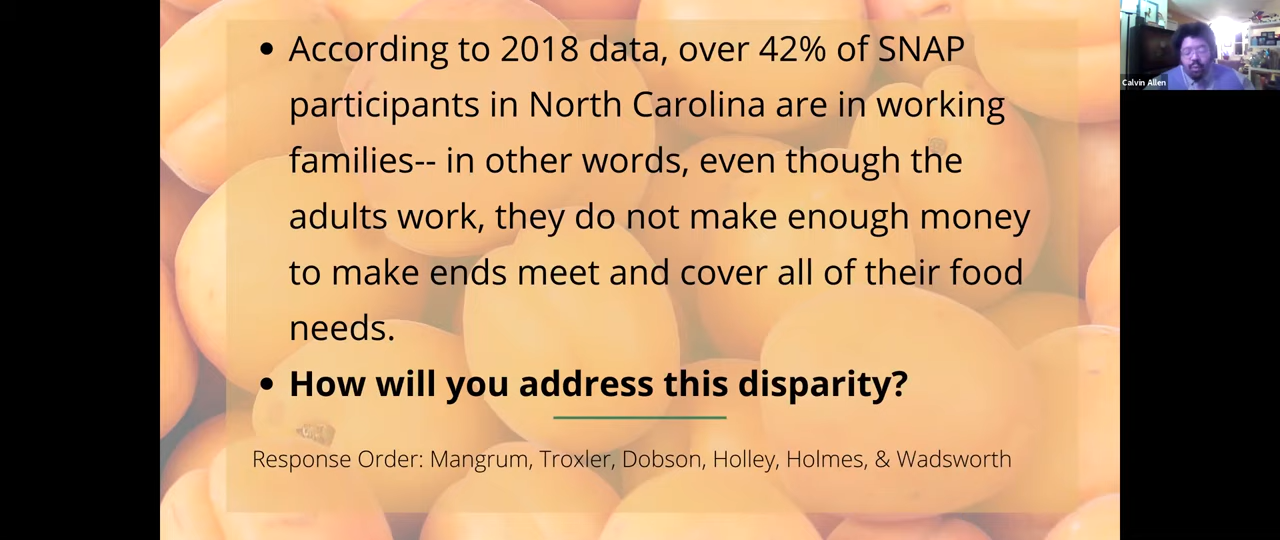 • According to 2018 data, over 42% of SNAP
participants in North Carolina are in working
families-- in other words, even though the
adults work, they do not make enough money
to make ends meet and cover all of their food
needs.
• How will you address this disparity?
Response Order: Mangrum, Troxler, Dobson, Holley, Holmes, & Wadsworth
Calvin Allen